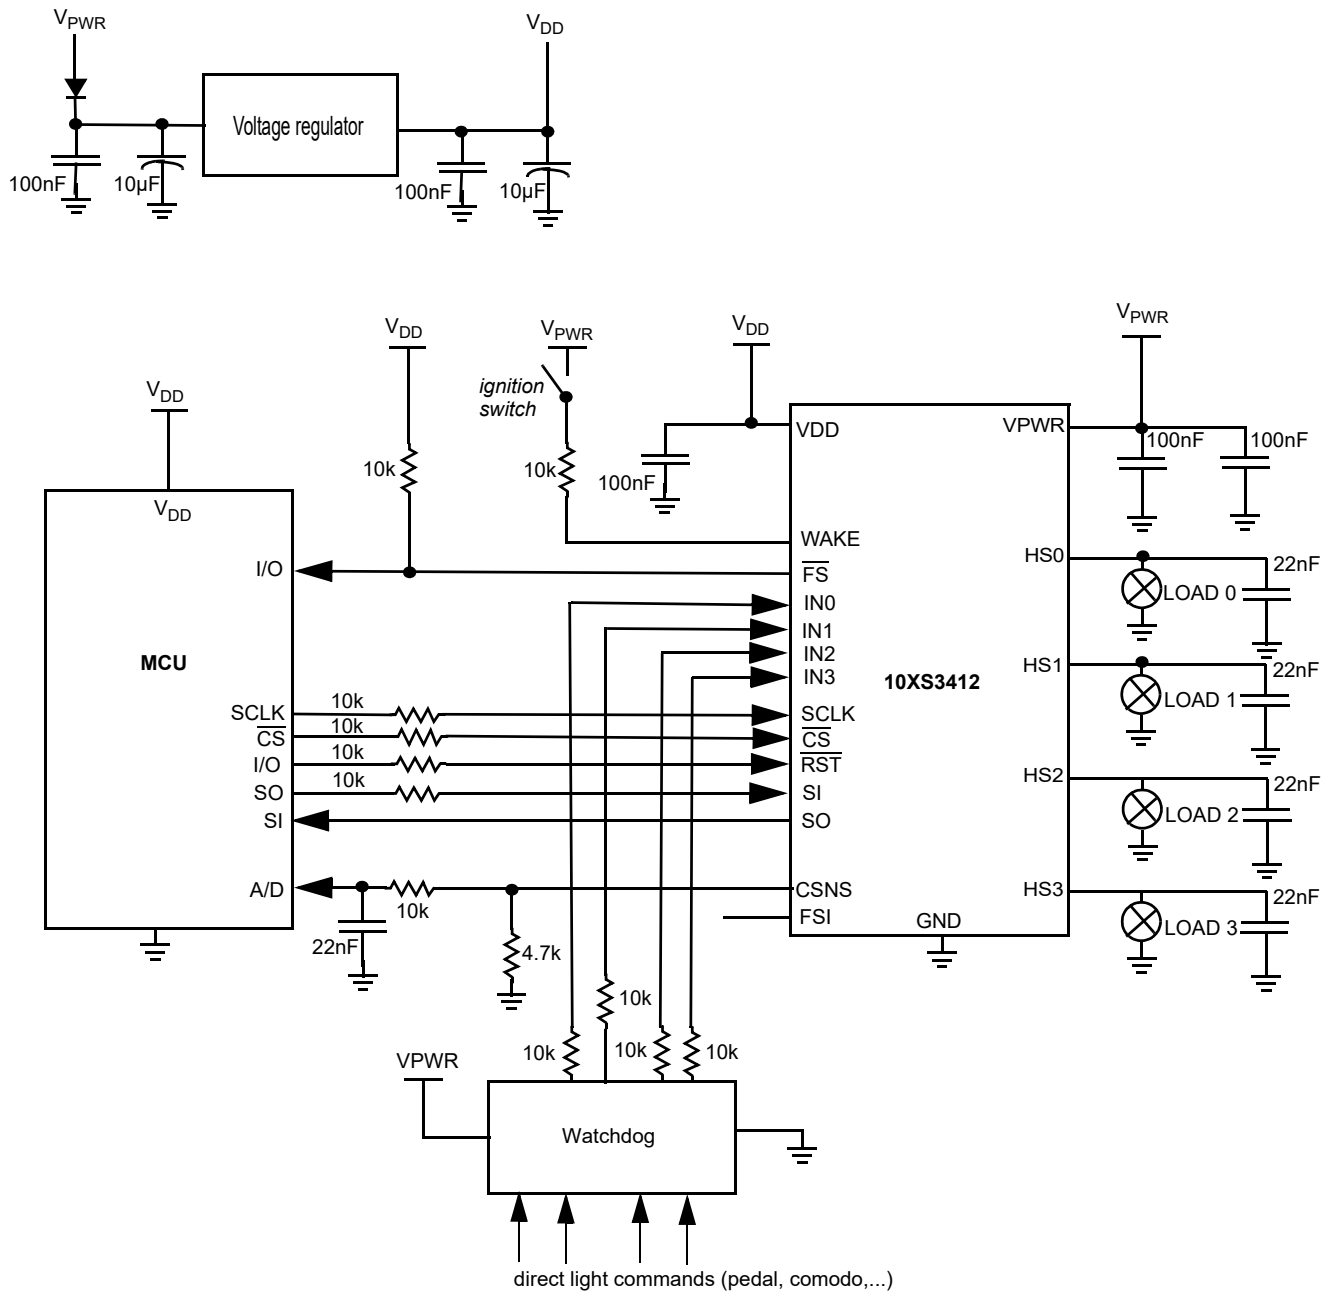 VPWR
VDD
Voltage regulator
100nF
10µF
100nF
10µF
VDD
VPWR
VDD
VPWR
VDD
ignition
switch
VDD
VDD
10k
10k
100nF
VDD
VPWR
100nF
100nF
WAKE
I/O
FS
HS0
22nF
IN0
LOAD 0
IN1
IN2
IN3
MCU
10XS3412
HS1
22nF
LOAD 1
SCLK
10k
SCLK
CS
10k
CS
I/O
10k
RST
SO
10k
SI
SI
SO
HS2
22nF
LOAD 2
A/D
10k
CSNS
FSI
GND
HS3
22nF
LOAD 3
22nF
4.7k
10k
10k
10k
10k
VPWR
Watchdog
direct light commands (pedal, comodo,...)